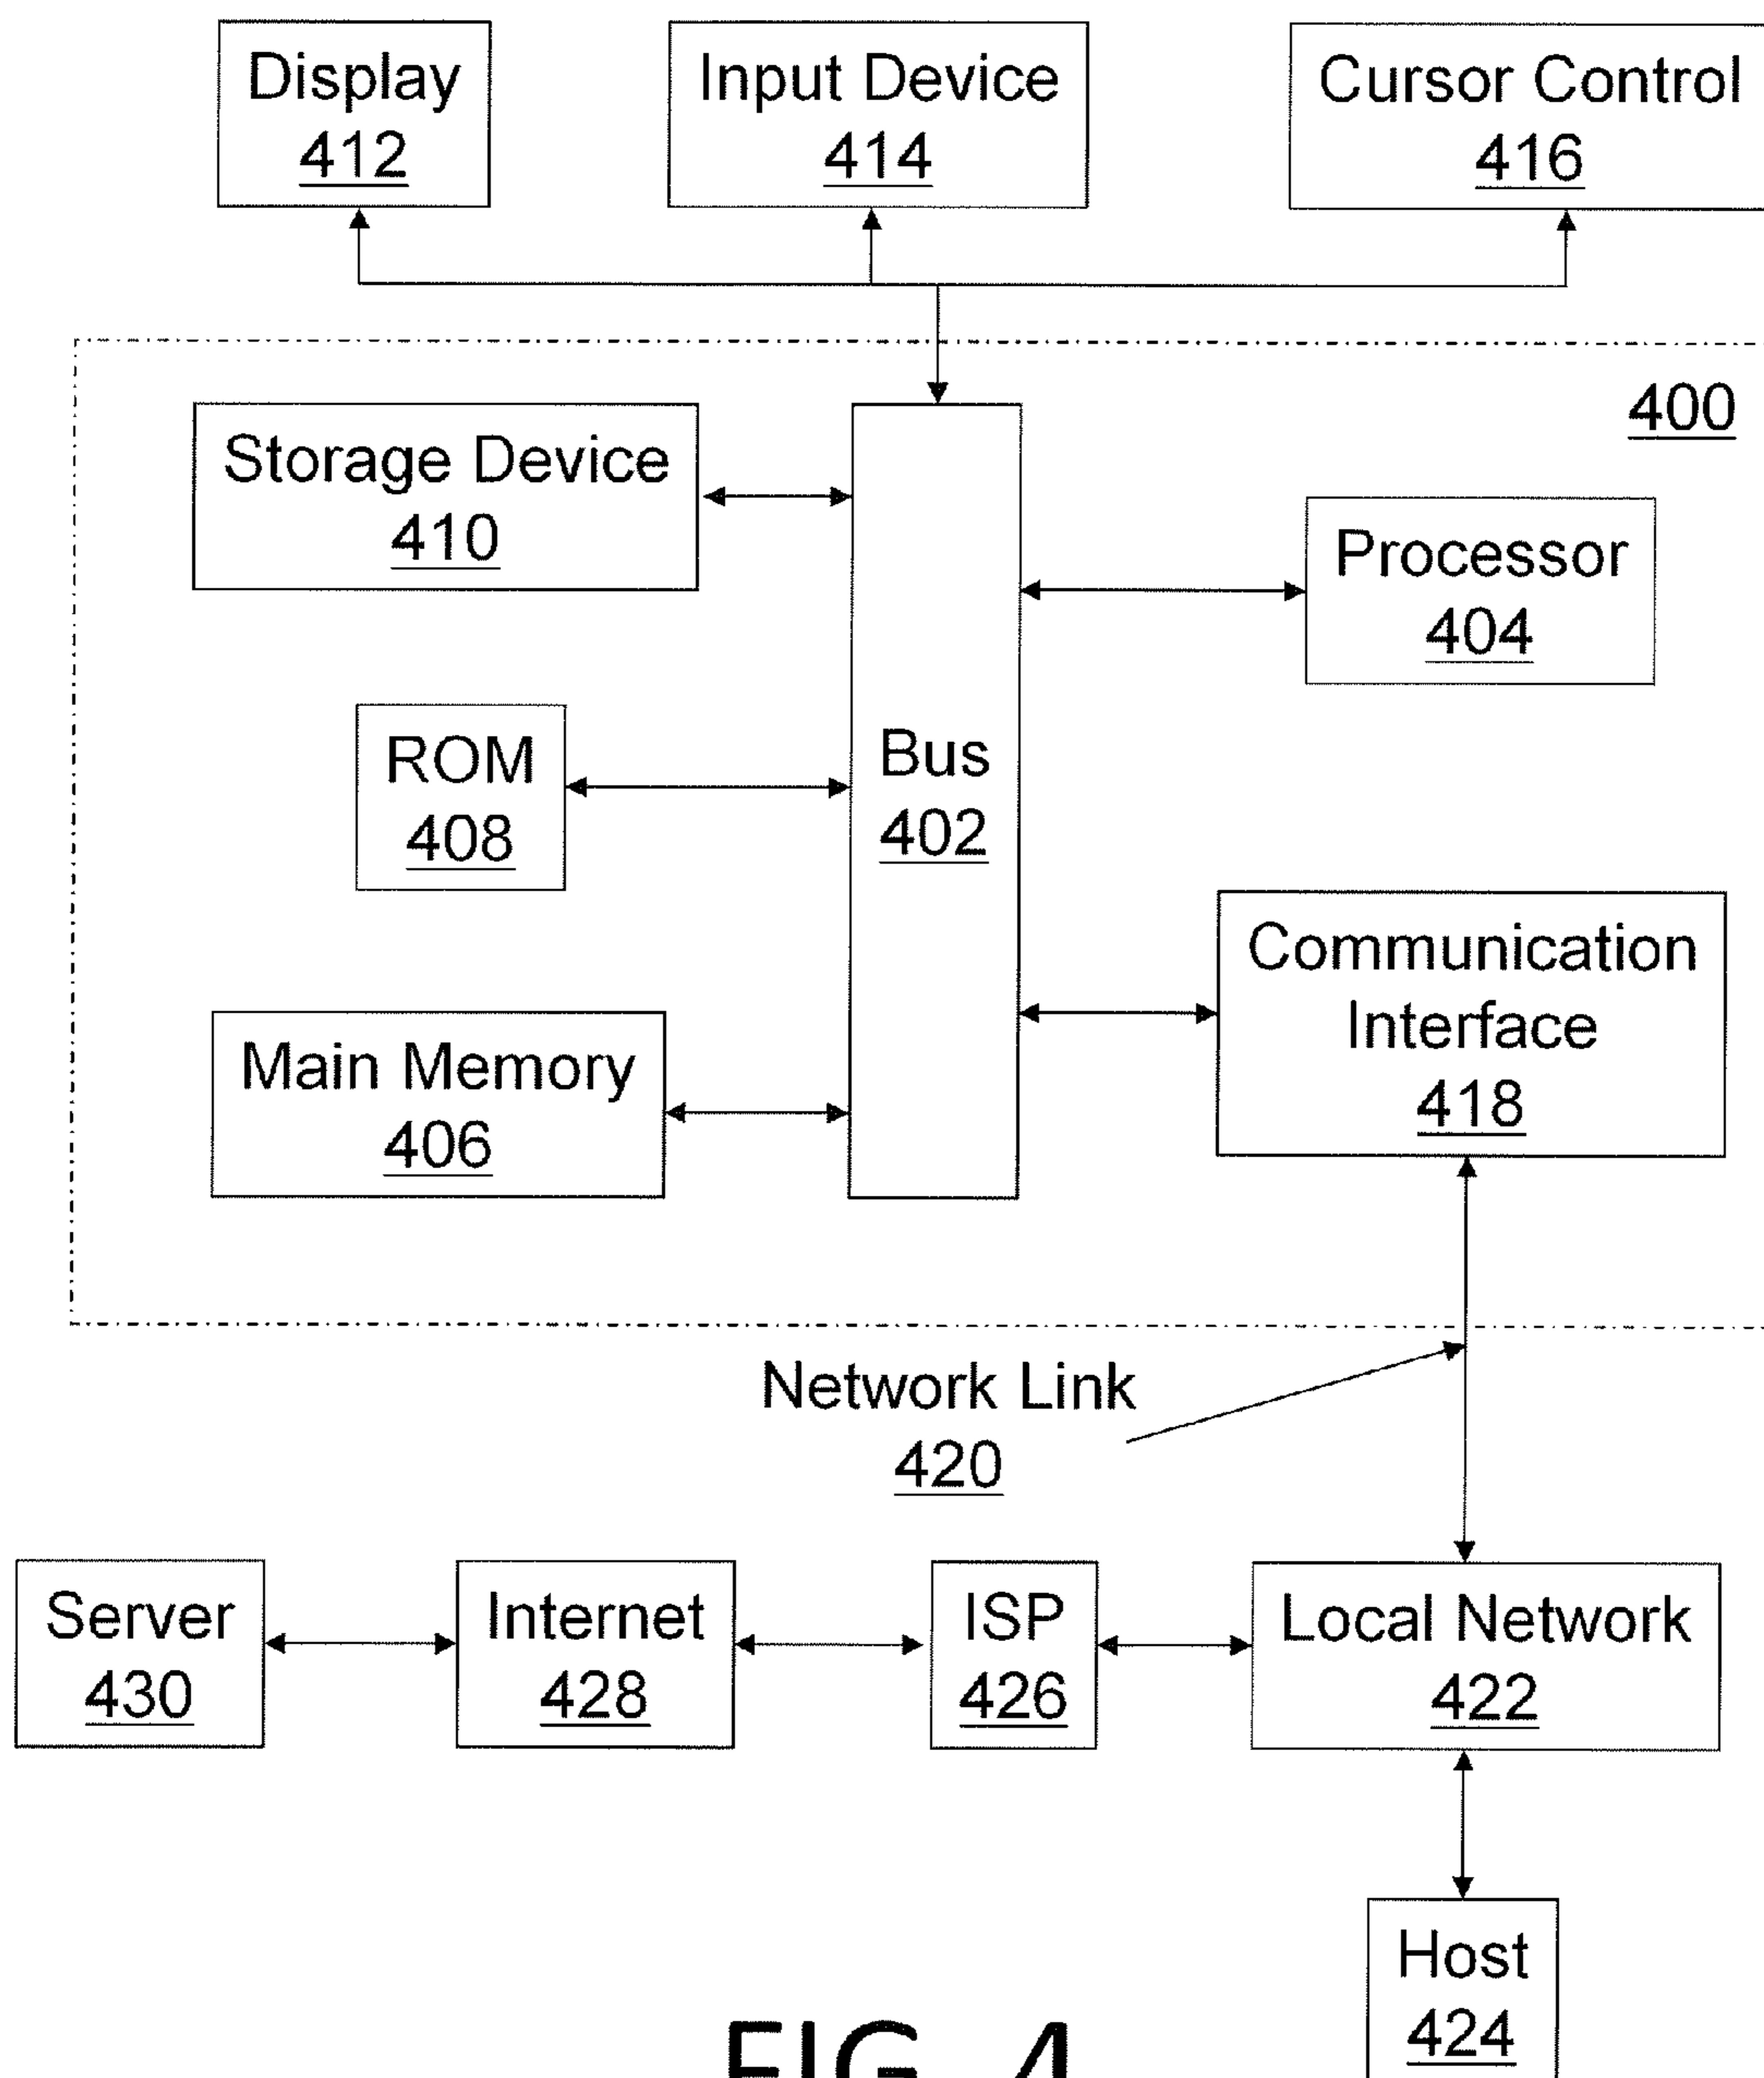 Display
412
Input Device
414
Cursor Control
416
400
Storage Device
410
Bus
402
Processor
404
ROM
408
Communication
Interface
418
Main Memory
406
Network Link
420
Server
430
Internet
428
ISP
426
Local Network
422
Host
424
FIG. 4